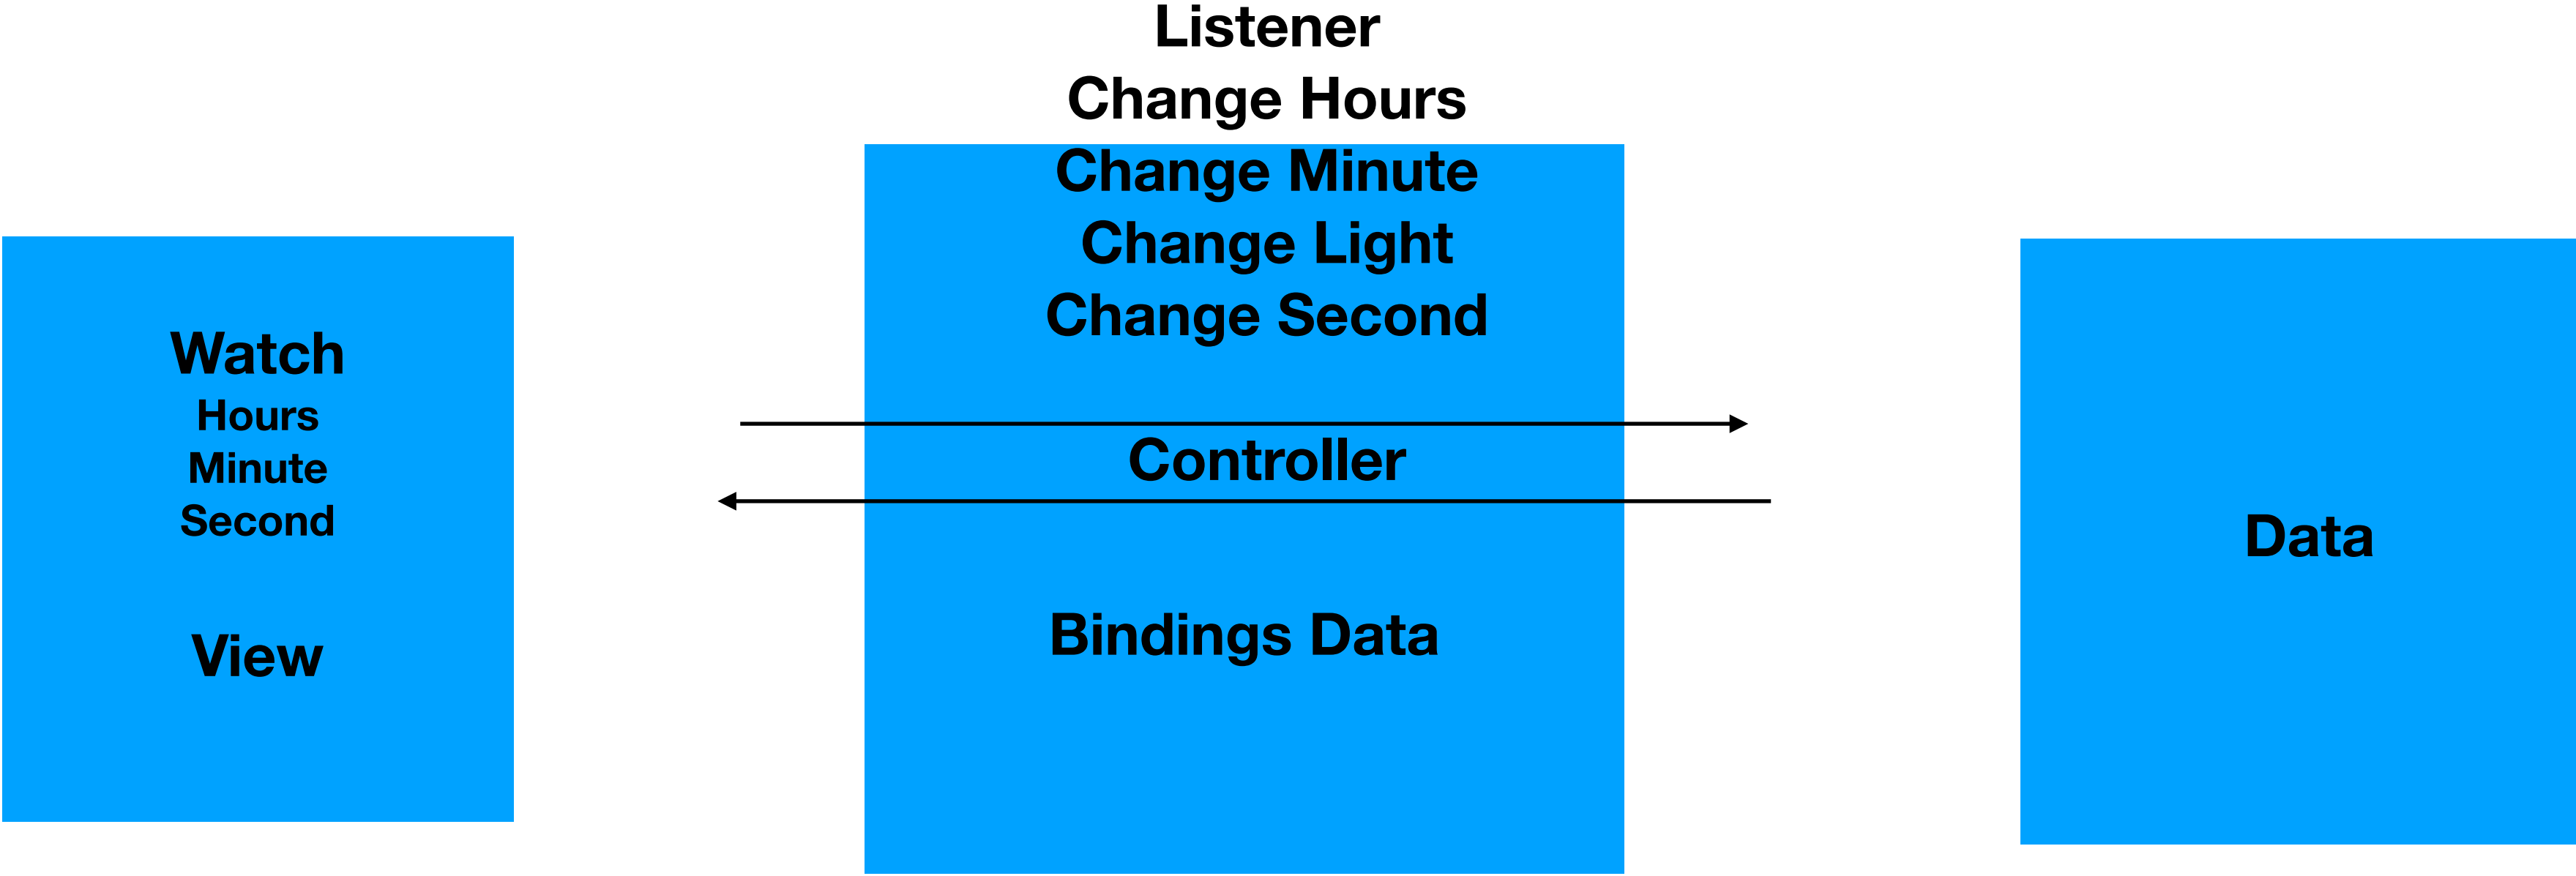 Watch
Hours
Minute
Second
View
Listener
Change Hours
Change Minute
Change Light
Change Second
Controller
Bindings Data
Data